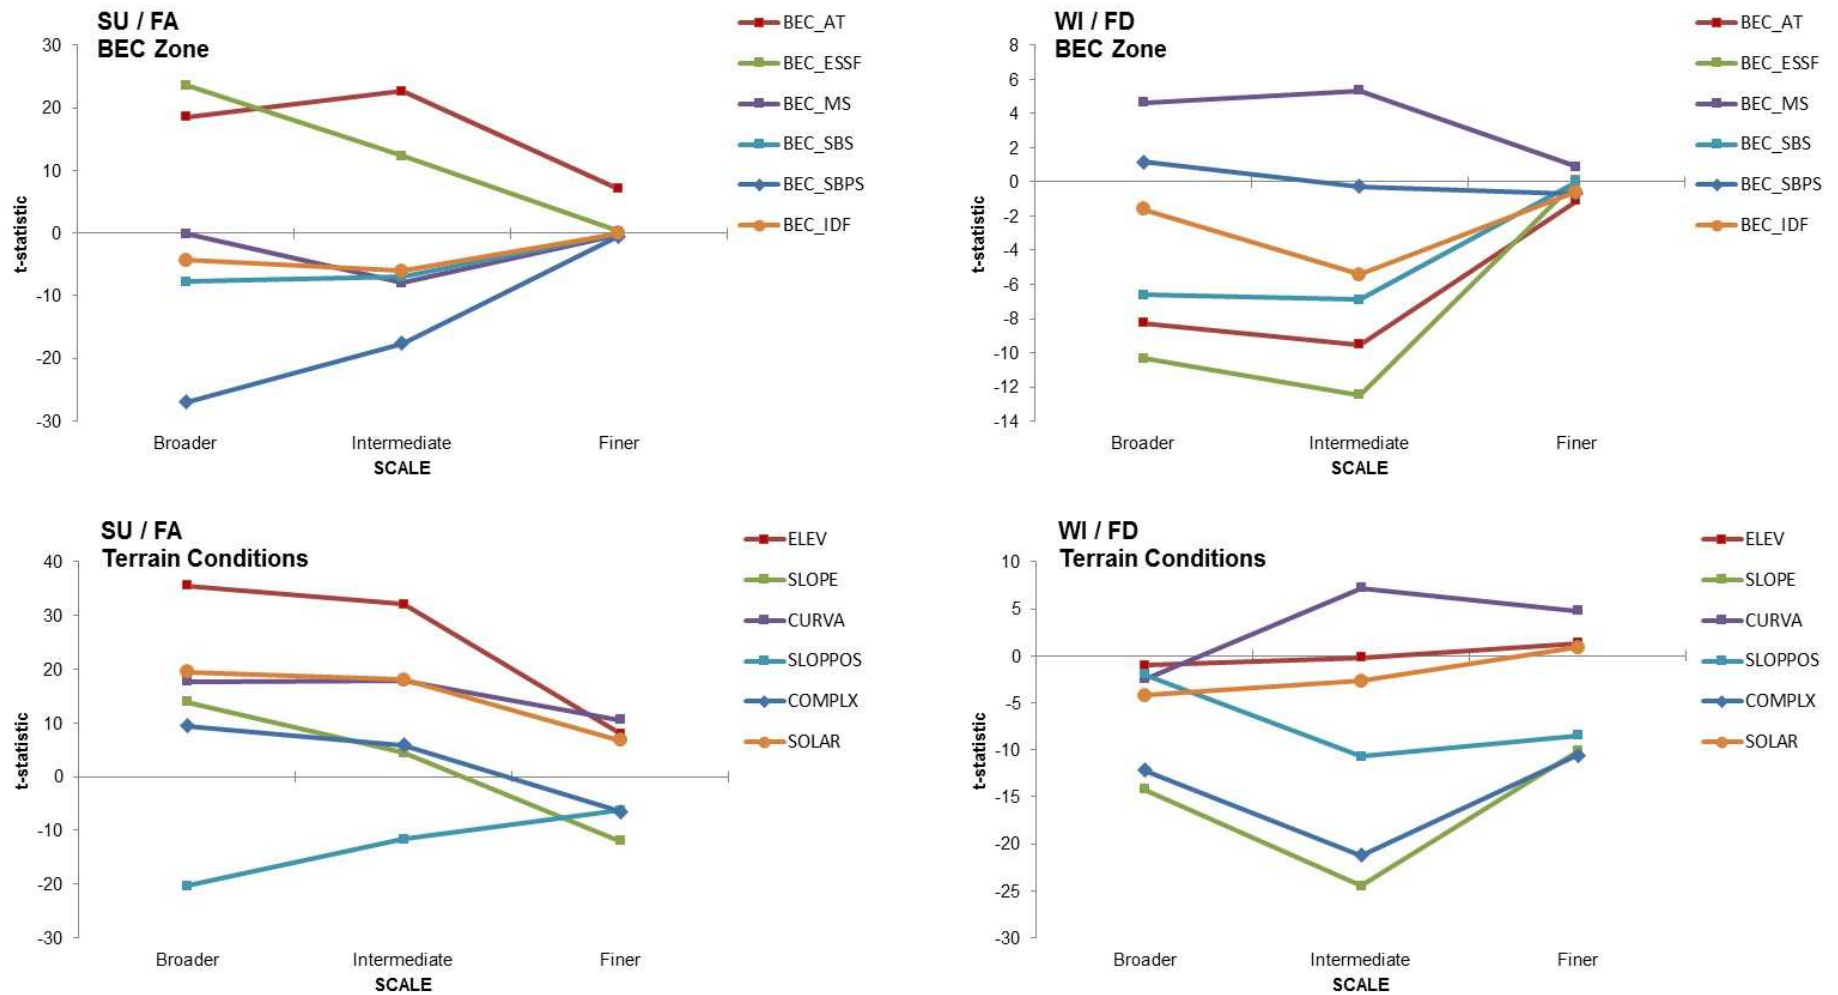 SU / FA
BEC Zone
30
20
10
0
-10
-20
-30
t-statistic
Broader
Intermediate
Finer
SCALE
BEC_AT
BEC_ESSF
BEC_MS
BEC_SBS
BEC_SBPS
BEC_IDF
WI / FD
BEC Zone
8
6
4
2
0
-2
-4
-6
-8
-10
-12
-14
t-statistic
Broader
Intermediate
Finer
SCALE
BEC_AT
BEC_ESSF
BEC_MS
BEC_SBS
BEC_SBPS
BEC_IDF
SU / FA
Terrain Conditions
40
30
20
10
0
-10
-20
-30
t-statistic
Broader
Intermediate
Finer
SCALE
ELEV
SLOPE
CURVA
SLOPPOS
COMPLX
SOLAR
WI / FD
Terrain Conditions
10
5
0
-5
-10
-15
-20
-25
-30
t-statistic
Broader
Intermediate
Finer
SCALE
ELEV
SLOPE
CURVA
SLOPPOS
COMPLX
SOLAR